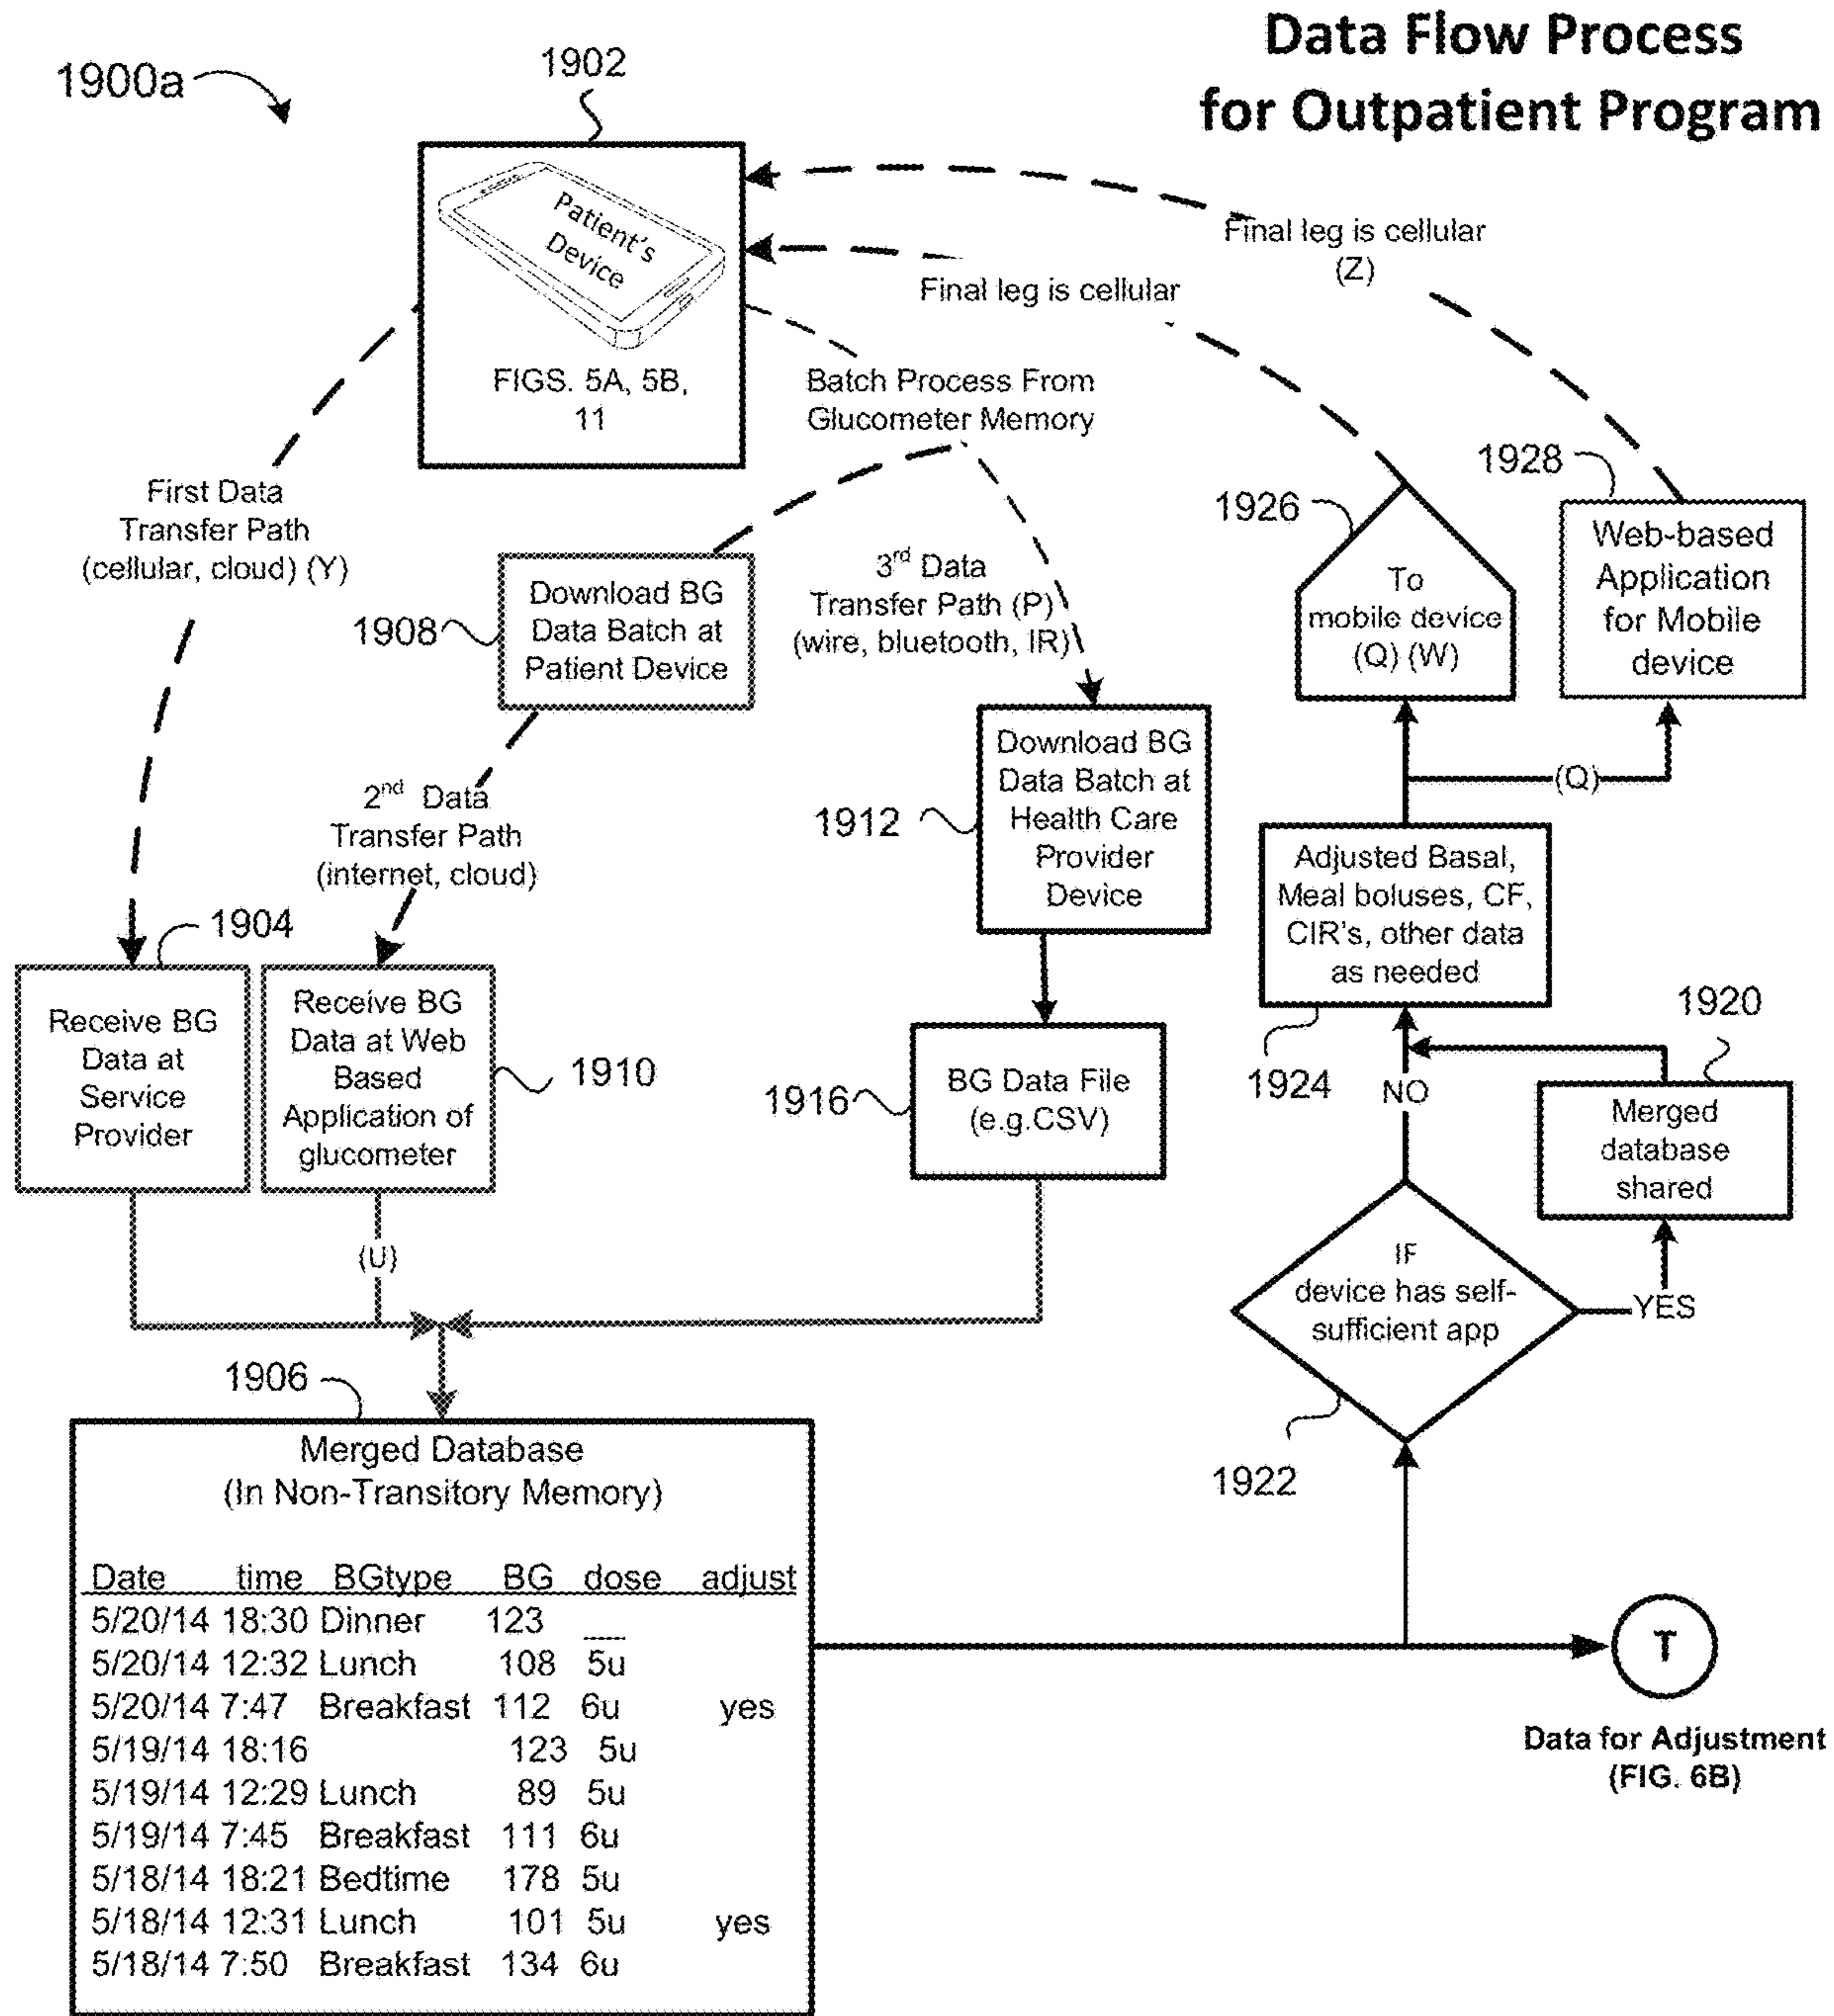 Data Flow Process
for Outpatient Program
1900a
1902
Patient's
Device
FIGS. 5A, 5B,
11
Final leg is cellular
(Z)
Final leg is cellular
Batch Process From
Glucometer Memory
First Data
Transfer Path
(cellular, cloud) (Y)
1908
Download BG
Data Batch at
Patient Device
3rd Data
Transfer Path (P)
(wire, bluetooth, IR)
1926
To
mobile device
(Q) (W)
1928
Web-based
Application
for Mobile
device
(Q)
2nd Data
Transfer Path
(internet, cloud)
1912
Download BG
Data Batch at
Health Care
Provider
Device
Adjusted Basal,
Meal boluses, CF,
CIR's, other data
as needed
1924
1904
Receive BG
Data at
Service
Provider
Receive BG
Data at Web
Based
Application of
glucometer
1910
1916
BG Data File
(e.g.CSV)
NO
1920
Merged
database
shared
(U)
IF
device has self-
sufficient app
YES
1922
1906
Merged Database
(In Non-Transitory Memory)
Date time BGtype BG dose adjust
5/20/14 18:30 Dinner 123 ---
5/20/14 12:32 Lunch 108 5u
5/20/14 7:47 Breakfast 112 6u yes
5/19/14 18:16 123 5u
5/19/14 12:29 Lunch 89 5u
5/19/14 7:45 Breakfast 111 6u
5/18/14 18:21 Bedtime 178 5u
5/18/14 12:31 Lunch 101 5u yes
5/18/14 7:50 Breakfast 134 6u
T
Data for Adjustment
(FIG. 6B)